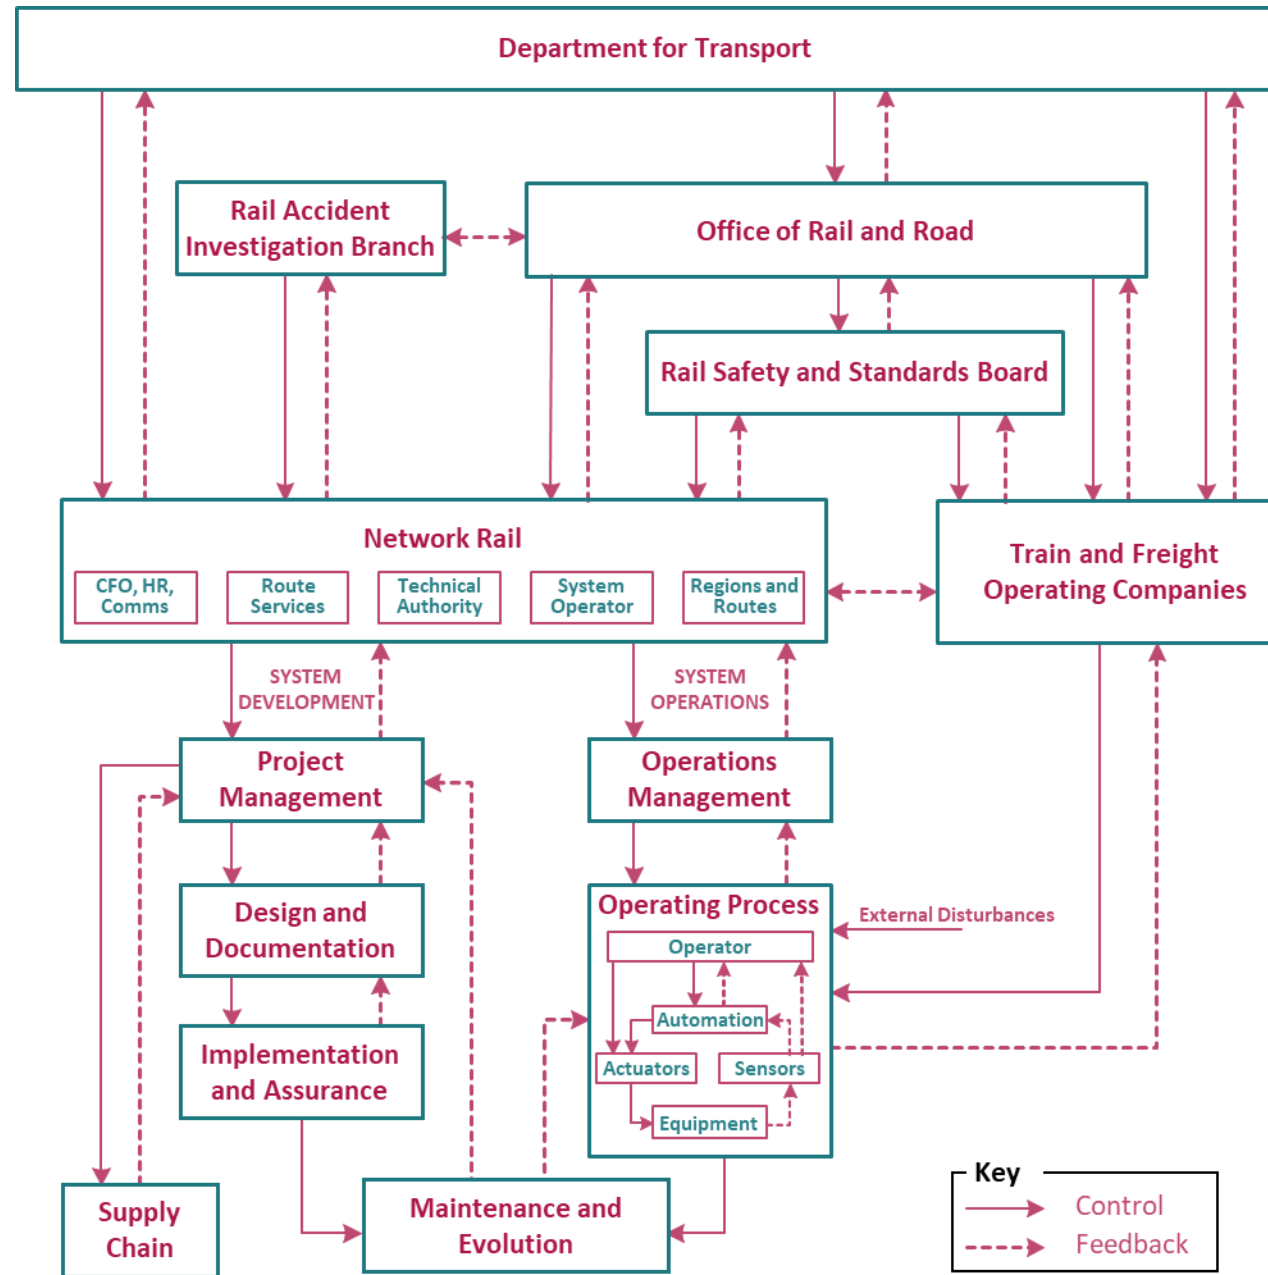 Department for Transport
Rail Accident
Investigation Branch
Office of Rail and Road
Rail Safety and Standards Board
Network Rail
CFO, HR,
Comms
Route
Services
Technical
Authority
System
Operator
Regions and
Routes
Train and Freight
Operating Companies
SYSTEM
DEVELOPMENT
SYSTEM
OPERATIONS
Project
Management
Operations
Management
Design and
Documentation
Operating Process
External Disturbances
Operator
Automation
Actuators
Sensors
Equipment
Implementation
and Assurance
Supply
Chain
Maintenance and
Evolution
Key
Control
Feedback